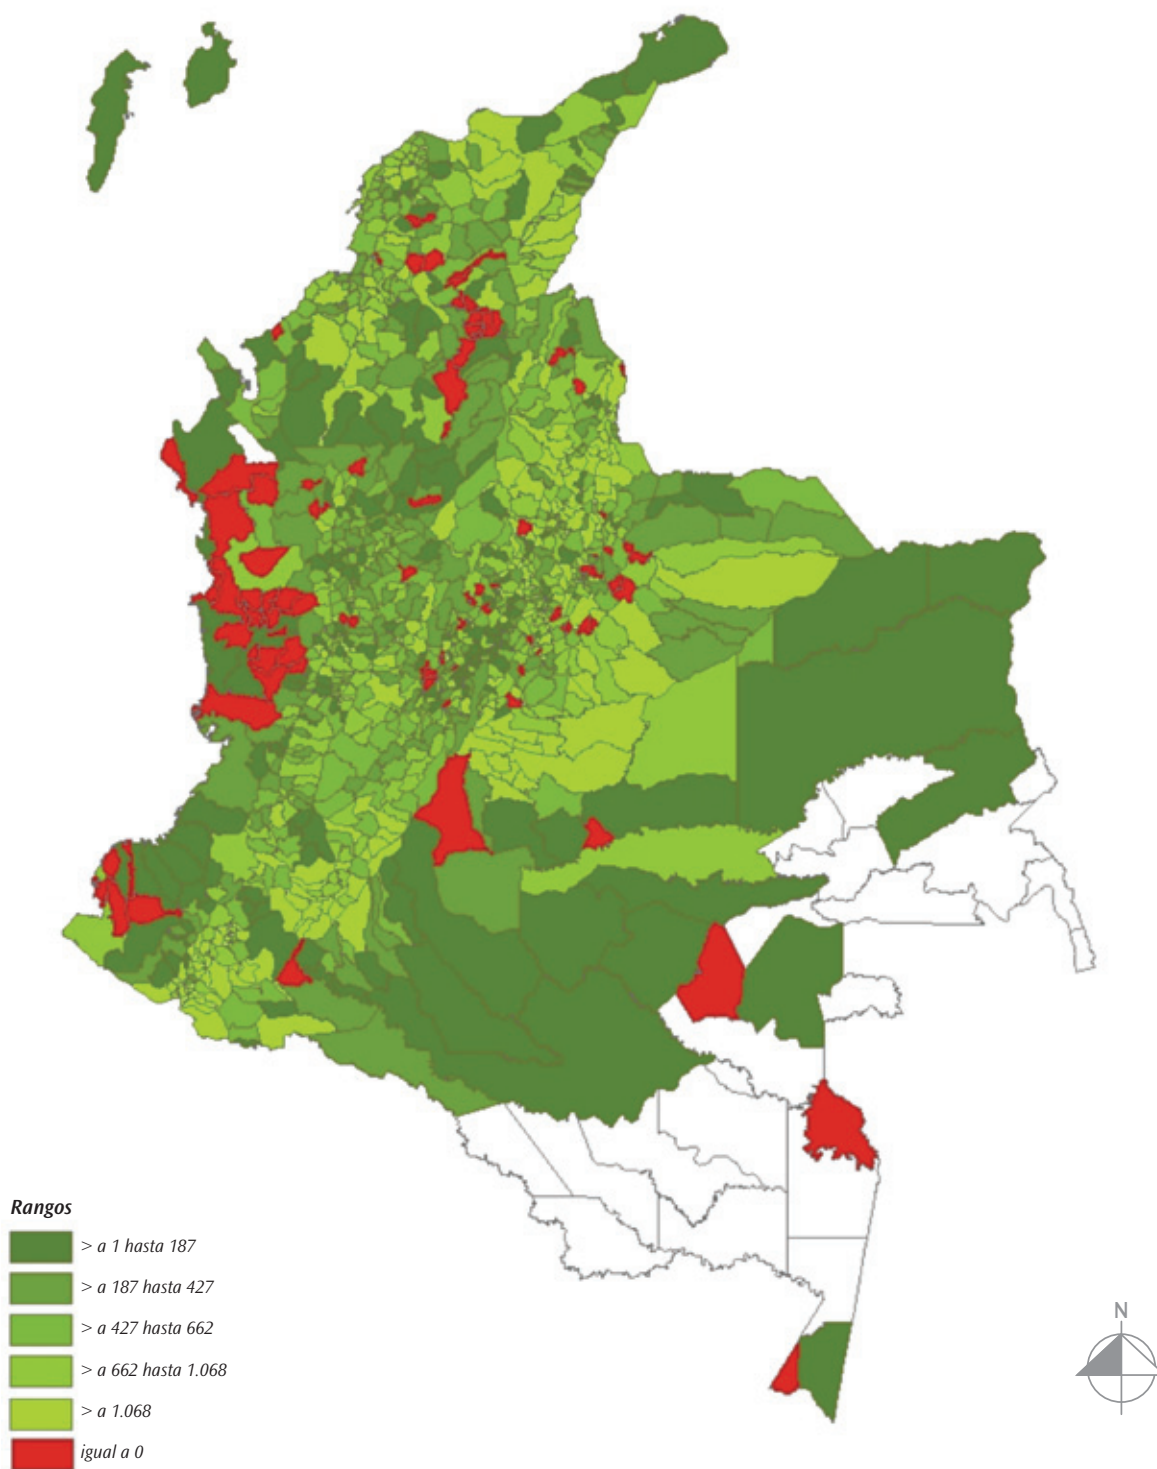 Rangos
> a 1 hasta 187
> a 187 hasta 427
> a 427 hasta 662
> a 662 hasta 1.068
> a 1.068
igual a 0
N